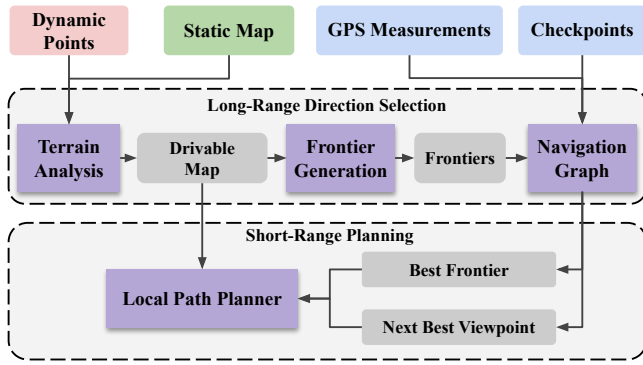 Dynamic
Points
Static Map
GPS Measurements
Checkpoints
Long-Range Direction Selection
Terrain
Analysis
Drivable
Map
Frontier
Generation
Frontiers
Navigation
Graph
Short-Range Planning
Local Path Planner
Best Frontier
Next Best Viewpoint